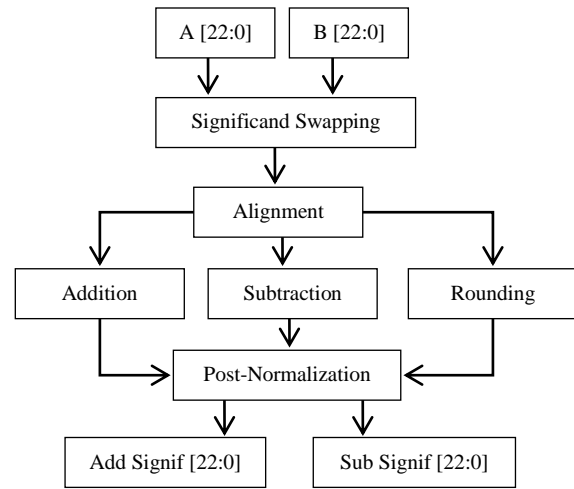 A [22:0]
B [22:0]
Significand Swapping
Alignment
Addition
Subtraction
Rounding
Post-Normalization
Add Signif [22:0]
Sub Signif [22:0]